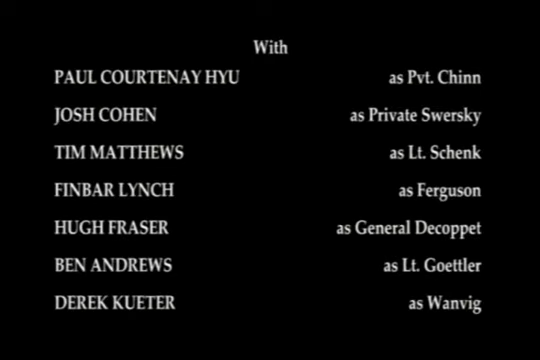 With
PAUL COURTENAY HYU as Pvt. Chinn
JOSH COHEN as Private Swersky
TIM MATTHEWS as Lt. Schenk
FINBAR LYNCH as Ferguson
HUGH FRASER as General Decoppet
BEN ANDREWS as Lt. Goettler
DEREK KUETER as Wanvig